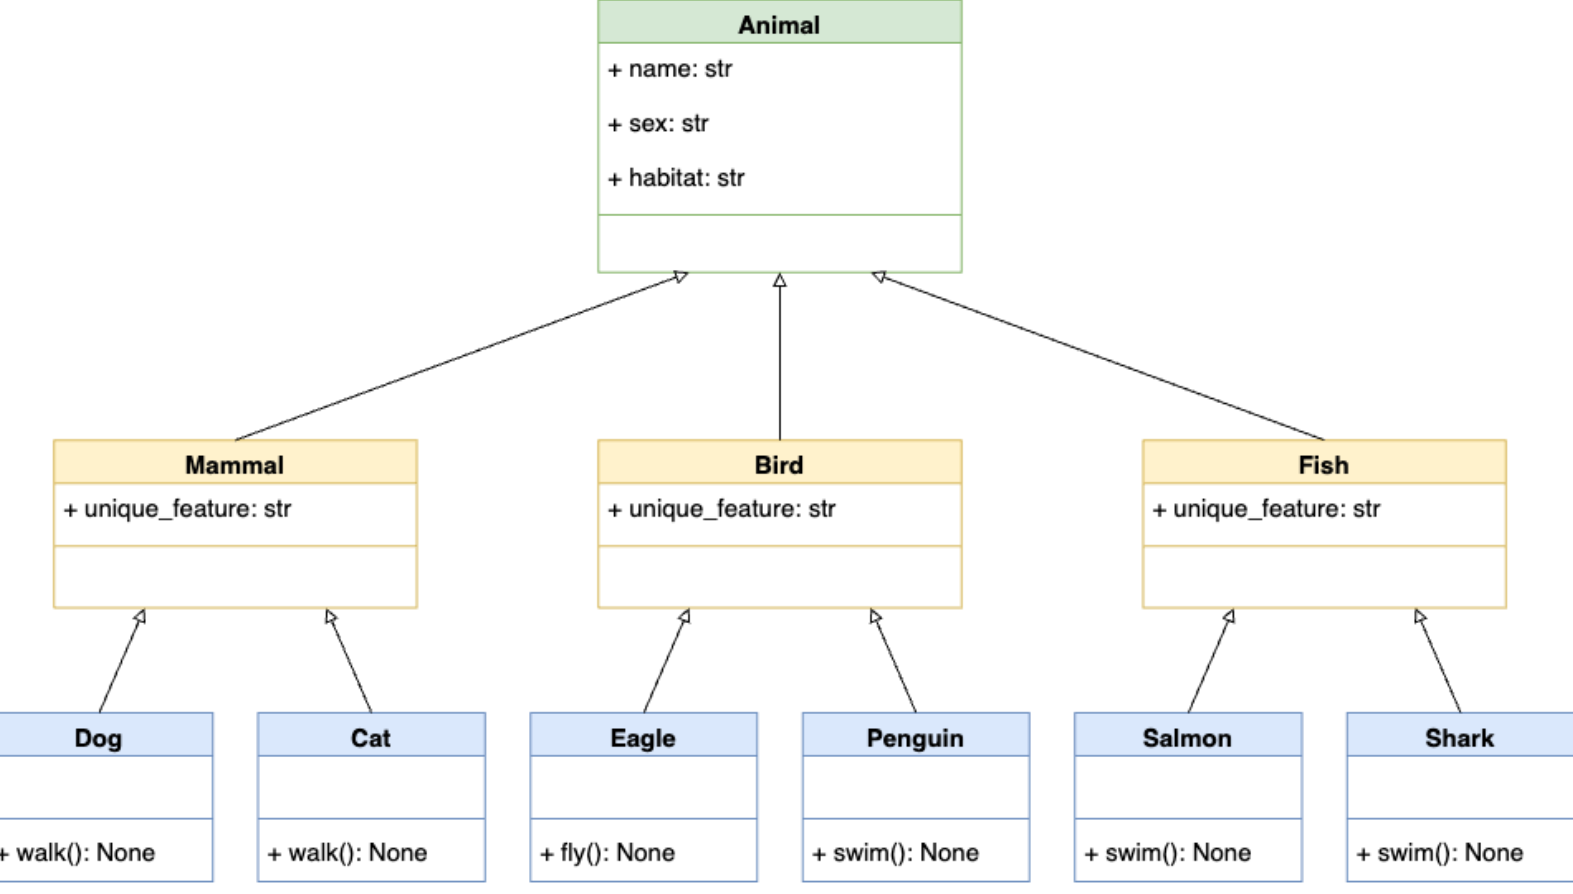 Animal
+ name: str
+ sex: str
+ habitat: str
Mammal
+ unique_feature: str
Bird
+ unique_feature: str
Fish
+ unique_feature: str
Dog
+ walk(): None
Cat
+ walk(): None
Eagle
+ fly(): None
Penguin
+ swim(): None
Salmon
+ swim(): None
Shark
+ swim(): None